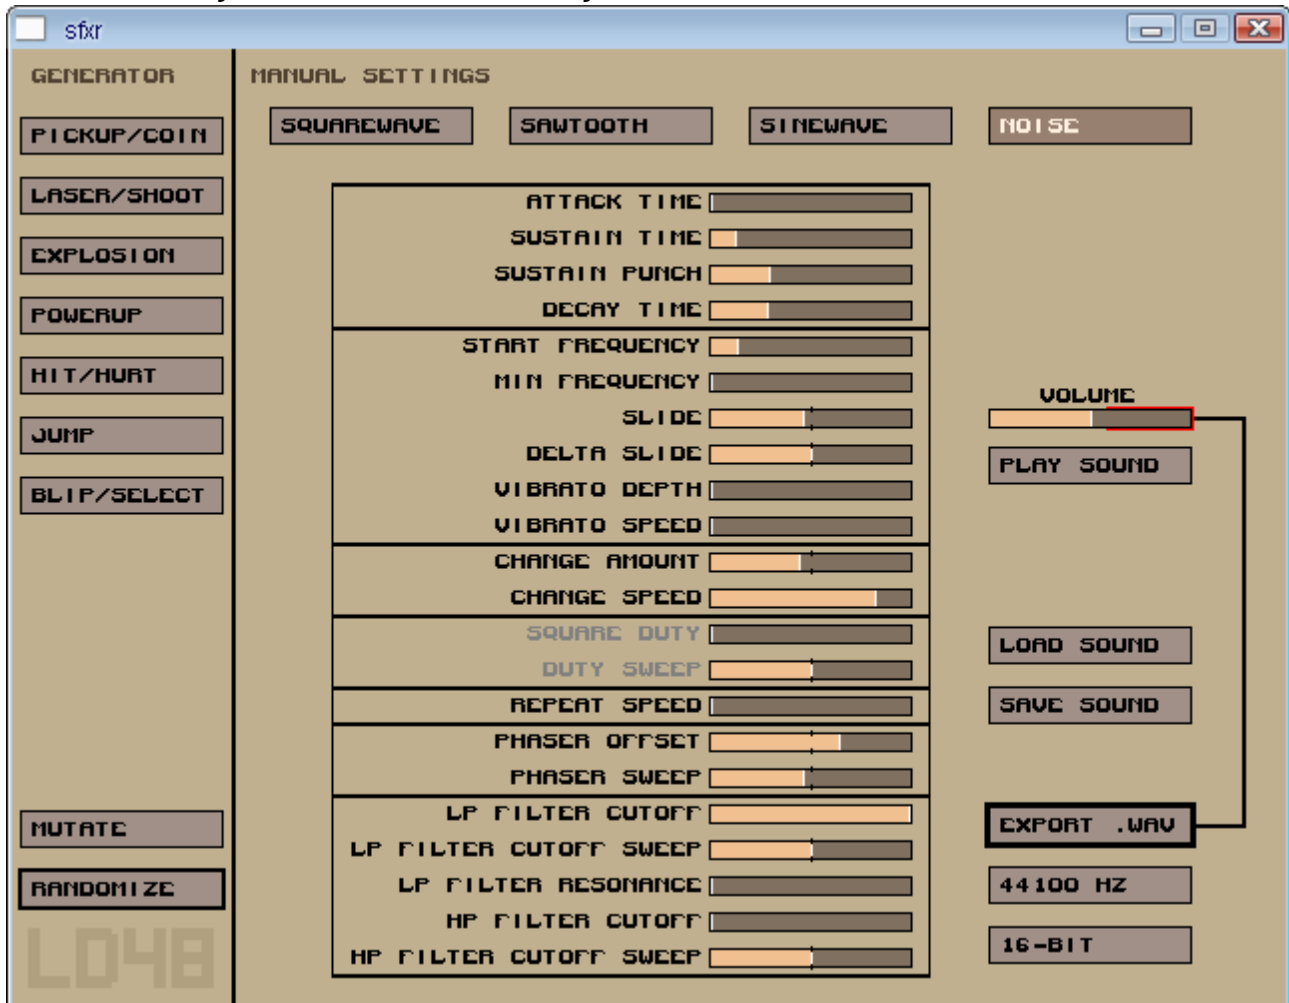 sfxr
GENERATOR
PICKUP/COIN
LASER/SHOOT
EXPLOSION
POWERUP
HIT/HURT
JUMP
BLIP/SELECT
MUTATE
RANDOMIZE
LD48
MANUAL SETTINGS
SQUAREWAVE
SAWTOOTH
SINEWAVE
NOISE
ATTACK TIME
SUSTAIN TIME
SUSTAIN PUNCH
DECAY TIME
START FREQUENCY
MIN FREQUENCY
SLIDE
DELTA SLIDE
VIBRATO DEPTH
VIBRATO SPEED
CHANGE AMOUNT
CHANGE SPEED
SQUARE DUTY
DUTY SWEEP
REPEAT SPEED
PHASER OFFSET
PHASER SWEEP
LP FILTER CUTOFF
LP FILTER CUTOFF SWEEP
LP FILTER RESONANCE
HP FILTER CUTOFF
HP FILTER CUTOFF SWEEP
VOLUME
PLAY SOUND
LOAD SOUND
SAVE SOUND
EXPORT .WAV
44100 HZ
16-BIT